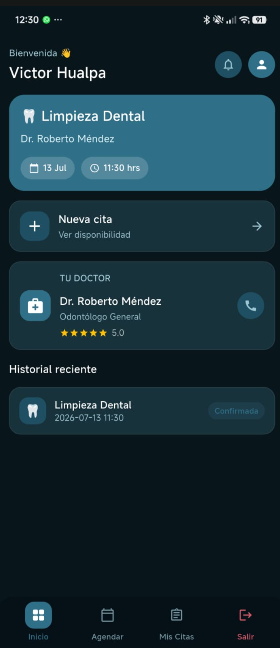 12:30 ...
91
Bienvenida 👋
Victor Hualpa
🦷 Limpieza Dental
Dr. Roberto Méndez
13 Jul
11:30 hrs
Nueva cita
Ver disponibilidad
TU DOCTOR
Dr. Roberto Méndez
Odontólogo General
★★★★★ 5.0
Historial reciente
Limpieza Dental
2026-07-13 11:30
Confirmada
Inicio
Agendar
Mis Citas
Salir